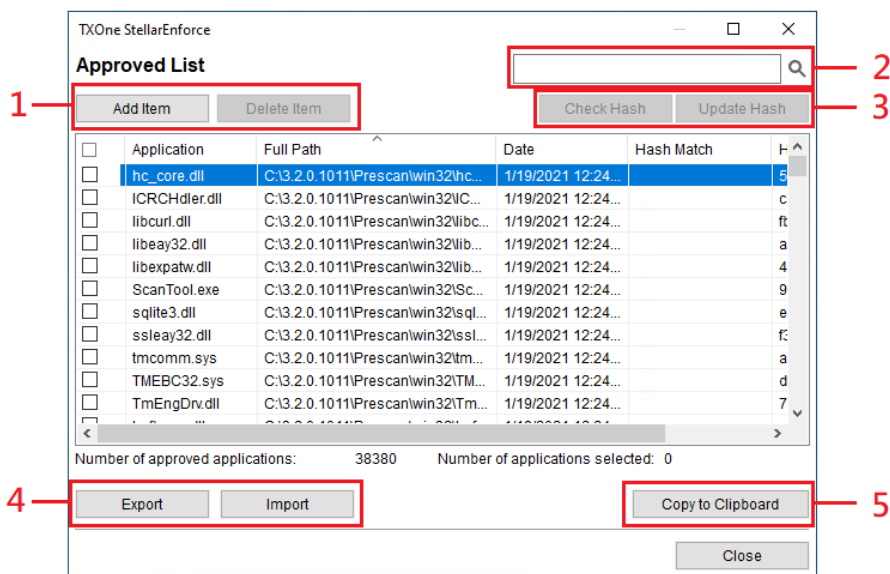 TXOne StellarEnforce
Approved List
2
1
Add Item Delete Item
Check Hash Update Hash
3
Application Full Path Date Hash Match
hc_core.dll C:\3.2.0.1011\Prescan\win32\hc... 1/19/2021 12:24... 5
ICRCHdler.dll C:\3.2.0.1011\Prescan\win32\IC... 1/19/2021 12:24... c
libcurl.dll C:\3.2.0.1011\Prescan\win32\libc... 1/19/2021 12:24... fb
libeay32.dll C:\3.2.0.1011\Prescan\win32\lib... 1/19/2021 12:24... a
libexpatw.dll C:\3.2.0.1011\Prescan\win32\lib... 1/19/2021 12:24... 4
ScanTool.exe C:\3.2.0.1011\Prescan\win32\Sc... 1/19/2021 12:24... 9
sqlite3.dll C:\3.2.0.1011\Prescan\win32\sql... 1/19/2021 12:24... e
ssleay32.dll C:\3.2.0.1011\Prescan\win32\ssl... 1/19/2021 12:24... f3
tmcomm.sys C:\3.2.0.1011\Prescan\win32\tm... 1/19/2021 12:24... a
TMEBC32.sys C:\3.2.0.1011\Prescan\win32\TM... 1/19/2021 12:24... d
TmEngDrv.dll C:\3.2.0.1011\Prescan\win32\Tm... 1/19/2021 12:24... 7
Number of approved applications: 38380 Number of applications selected: 0
4
Export Import
Copy to Clipboard
5
Close